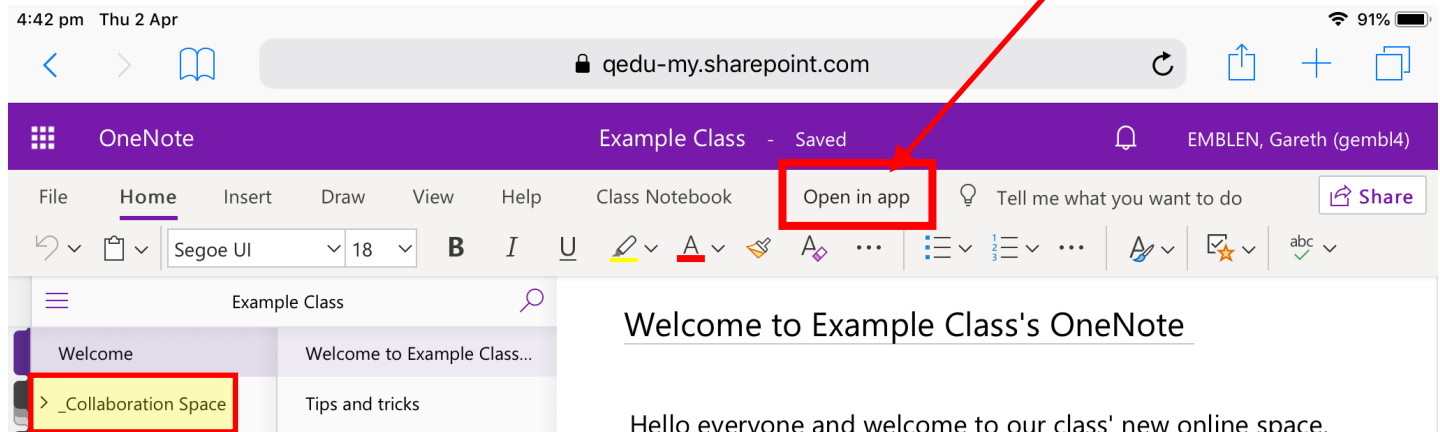 4:42 pm Thu 2 Apr 91%
qedu-my.sharepoint.com
OneNote Example Class - Saved EMBLEN, Gareth (gembl4)
File Home Insert Draw View Help Class Notebook Open in app Tell me what you want to do Share
Segoe UI 18 B I U A A abc
Example Class
Welcome to Example Class's OneNote
Welcome Welcome to Example Class...
_Collaboration Space Tips and tricks
Hello everyone and welcome to our class' new online space.